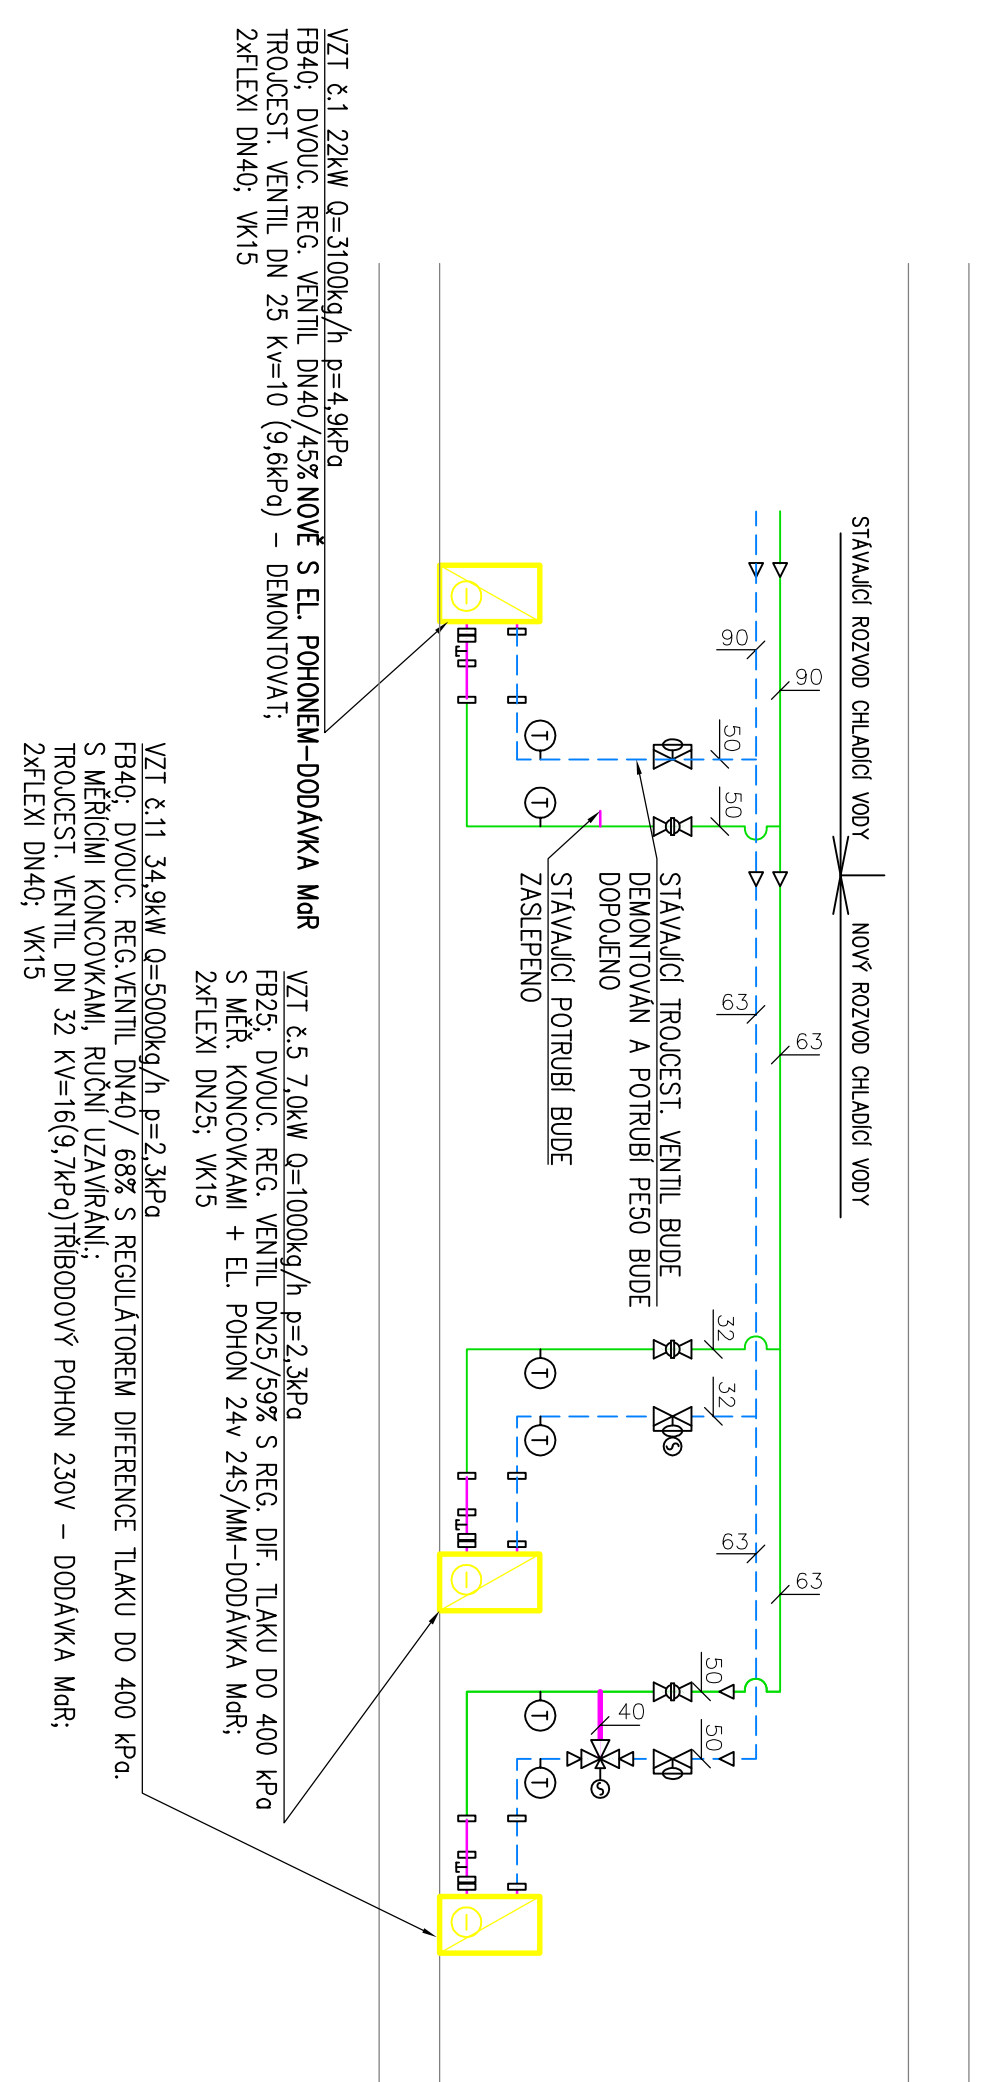 STÁVAJÍCÍ ROZVOD CHLADÍCÍ VODY
NOVÝ ROZVOD CHLADÍCÍ VODY
90
90
63
63
63
63
50
50
32
32
50
50
40
T
T
T
T
T
T
S
S
STÁVAJÍCÍ TROJCEST. VENTIL BUDE
DEMONTOVÁN A POTRUBÍ PE50 BUDE
DOPOJENO
STÁVAJÍCÍ POTRUBÍ BUDE
ZASLEPENO
VZT č.1 22kW Q=3100kg/h p=4,9kPa
FB40; DVOUC. REG. VENTIL DN40/45% NOVĚ S EL. POHONEM-DODÁVKA MaR
TROJCEST. VENTIL DN 25 Kv=10 (9,6kPa) - DEMONTOVAT;
2xFLEXI DN40; VK15
VZT č.5 7,0kW Q=1000kg/h p=2,3kPa
FB25; DVOUC. REG. VENTIL DN25/59% S REG. DIF. TLAKU DO 400 kPa
S MĚŘ. KONCOVKAMI + EL. POHON 24v 24S/MM-DODÁVKA MaR;
2xFLEXI DN25; VK15
VZT č.11 34,9kW Q=5000kg/h p=2,3kPa
FB40; DVOUC. REG.VENTIL DN40/ 68% S REGULÁTOREM DIFERENCE TLAKU DO 400 kPa.
S MĚŘÍCÍMI KONCOVKAMI, RUČNÍ UZAVÍRÁNÍ.;
TROJCEST. VENTIL DN 32 KV=16(9,7kPa)TŘÍBODOVÝ POHON 230V - DODÁVKA MaR;
2xFLEXI DN40; VK15